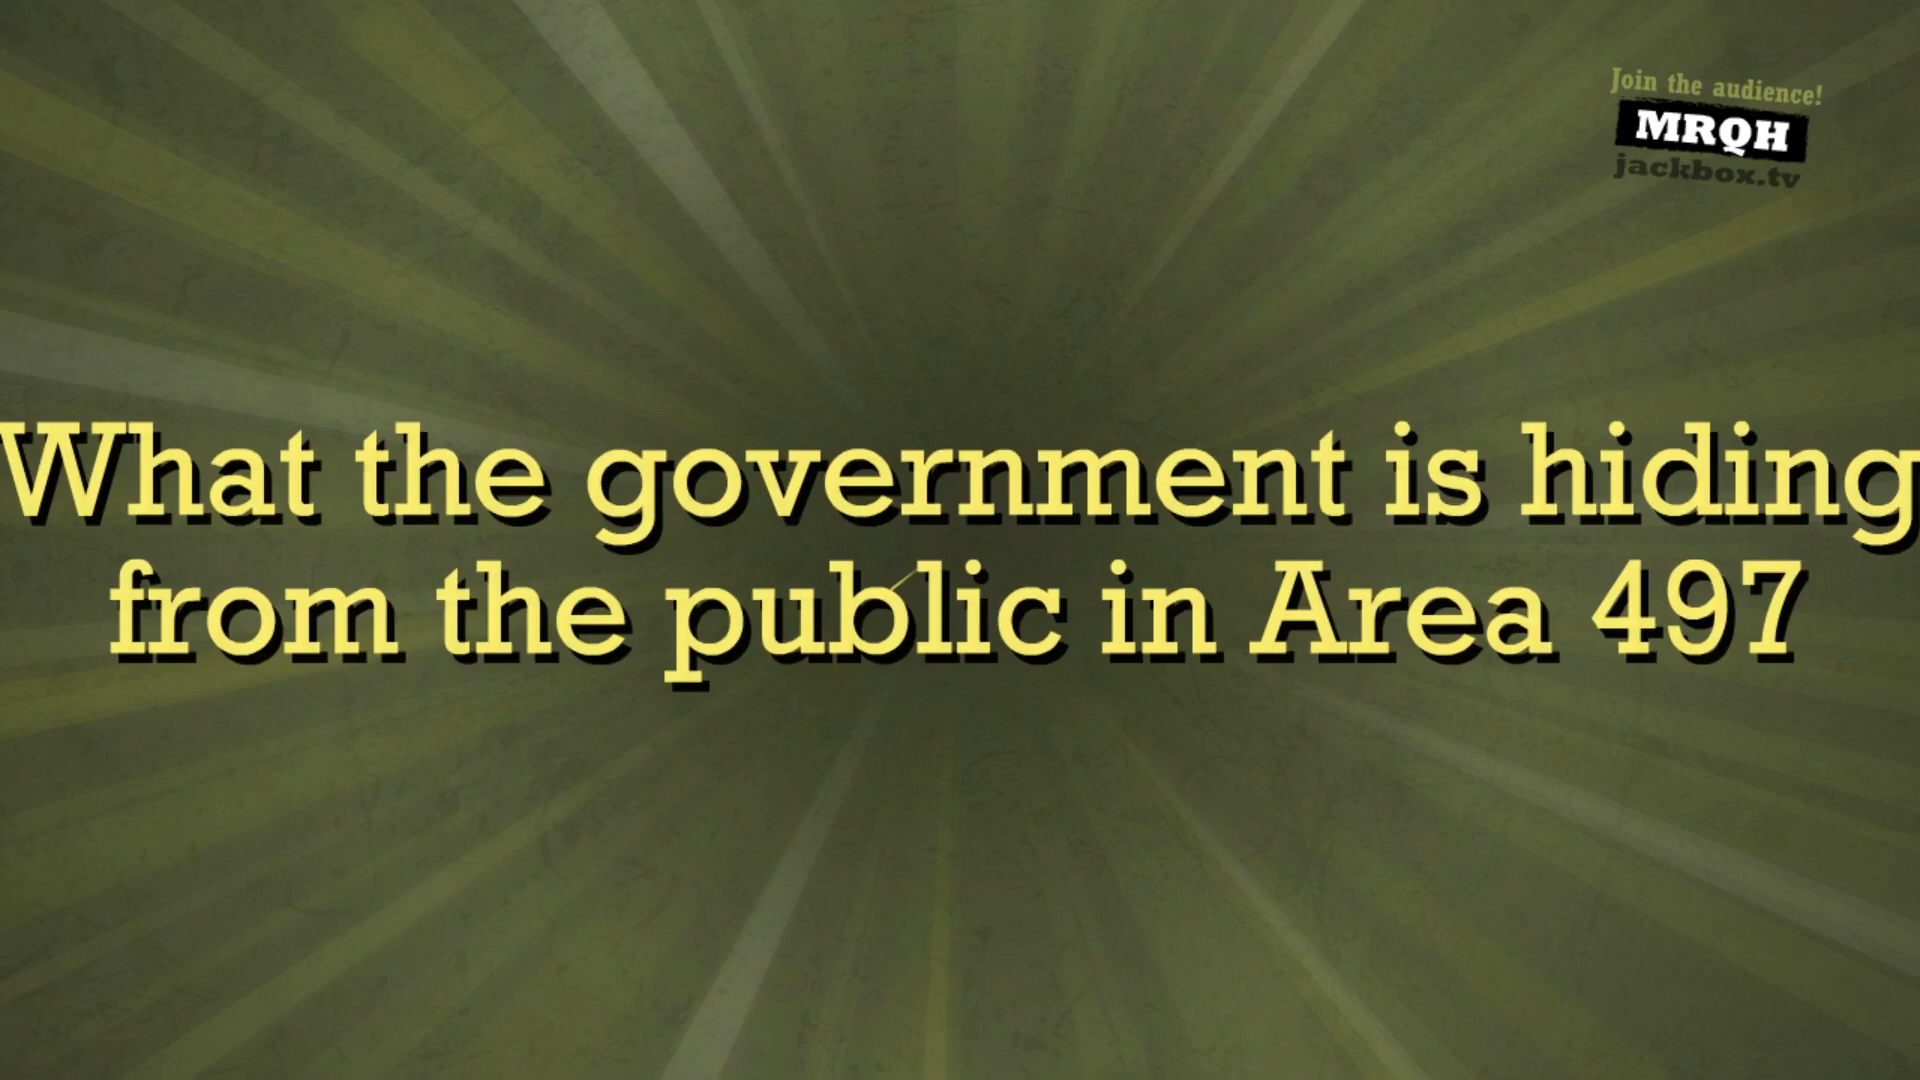 Join the audience!
MRQH
jackbox.tv
What the government is hiding
from the public in Area 497